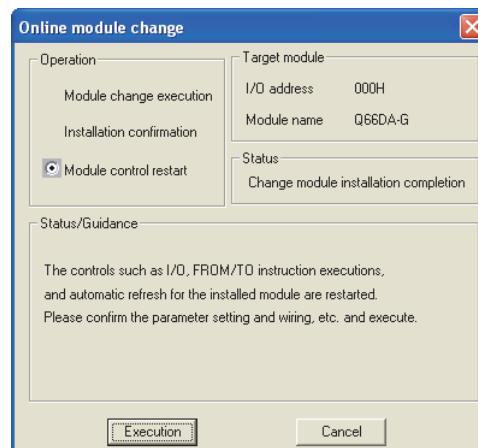 Online module change
Operation
Module change execution
Installation confirmation
Module control restart
Target module
I/O address 000H
Module name Q66DA-G
Status
Change module installation completion
Status/Guidance
The controls such as I/O, FROM/TO instruction executions,
and automatic refresh for the installed module are restarted.
Please confirm the parameter setting and wiring, etc. and execute.
Execution
Cancel